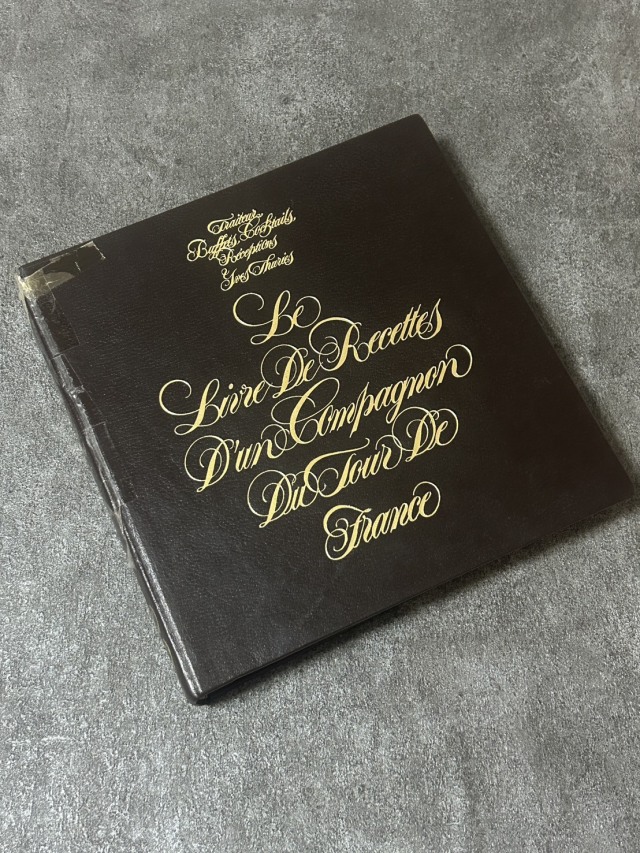 Traiteur
Buffets, Cocktails,
Réceptions
Yves Thuriès
Le
Livre De Recettes
D'un Compagnon
Du Tour De
France